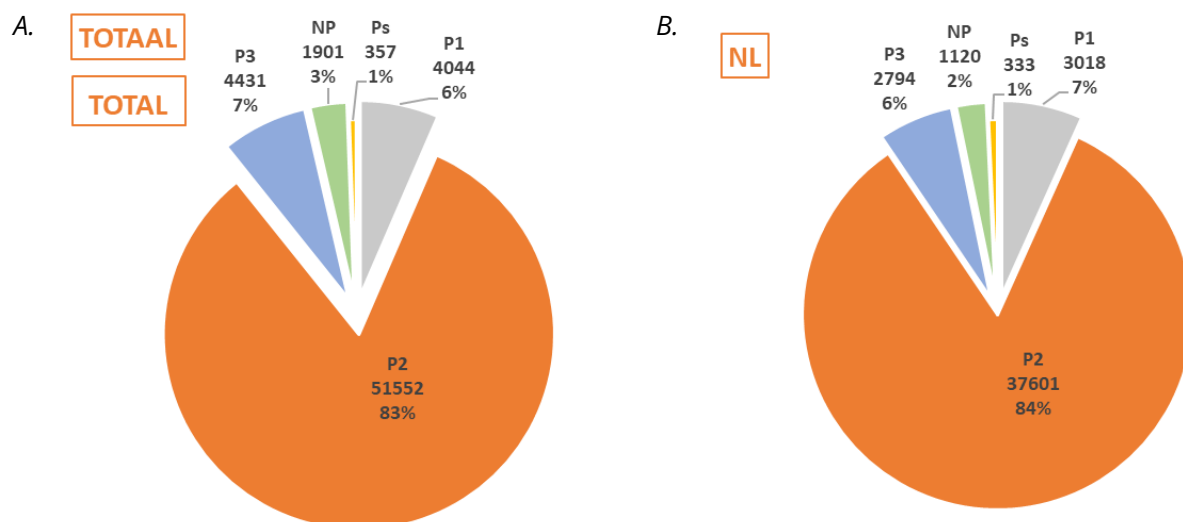 A.
TOTAAL
TOTAL
P3
4431
7%
NP
1901
3%
Ps
357
1%
P1
4044
6%
P2
51552
83%
B.
NL
P3
2794
6%
NP
1120
2%
Ps
333
1%
P1
3018
7%
P2
37601
84%